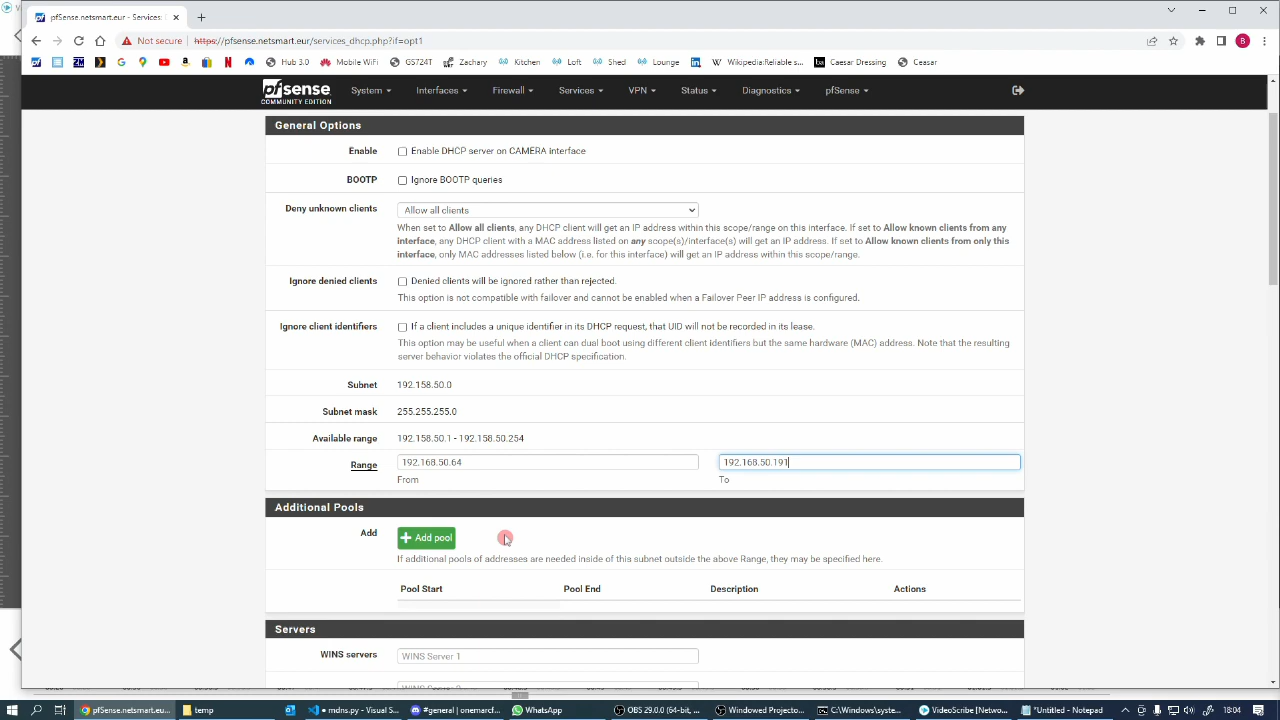 pfSense.netsmart.eur - Services:
Not secure https://pfsense.netsmart.eur/services_dhcp.php?if=opt1
B
Hub 3.0 Mobile WiFi GS724T Zachary Kitchen Loft Shed Lounge Wikipedia:Reliable s... Caesar Dressing Ceasar
pfsense System Interfaces Firewall Services VPN Status Diagnostics pfSense
COMMUNITY EDITION
General Options
Enable Enable DHCP server on CAMERA interface
BOOTP Ignore BOOTP queries
Deny unknown clients Allow all clients
When set to Allow all clients, any DHCP client will get an IP address within this scope/range on this interface. If set to Allow known clients from any
interface, any DHCP client with a MAC address listed on any scope(s)/interface(s) will get an IP address. If set to Allow known clients from only this
interface, only MAC addresses listed below (i.e. for this interface) will get an IP address within this scope/range.
Ignore denied clients Denied clients will be ignored rather than rejected.
This option is not compatible with failover and cannot be enabled when a Failover Peer IP address is configured.
Ignore client identifiers If a client includes a unique identifier in its DHCP request, that UID will not be recorded in its lease.
This option may be useful when a client can dual boot using different client identifiers but the same hardware (MAC) address. Note that the resulting
server behavior violates the official DHCP specification.
Subnet 192.158.50.0
Subnet mask 255.255.255.0
Available range 192.158.50.1 - 192.158.50.254
Range 192.168.50.64 192.168.50.191
From To
Additional Pools
Add Add pool
If additional pools of addresses are needed inside of this subnet outside the above Range, they may be specified here.
Pool Start Pool End Description Actions
Servers
WINS servers WINS Server 1
pfSense.netsmart.eu... temp mdns.py - Visual St... #general | onemarcf... WhatsApp OBS 29.0.0 (64-bit, ... Windowed Projecto... C:\Windows\syste... VideoScribe [Netwo... *Untitled - Notepad 18:04